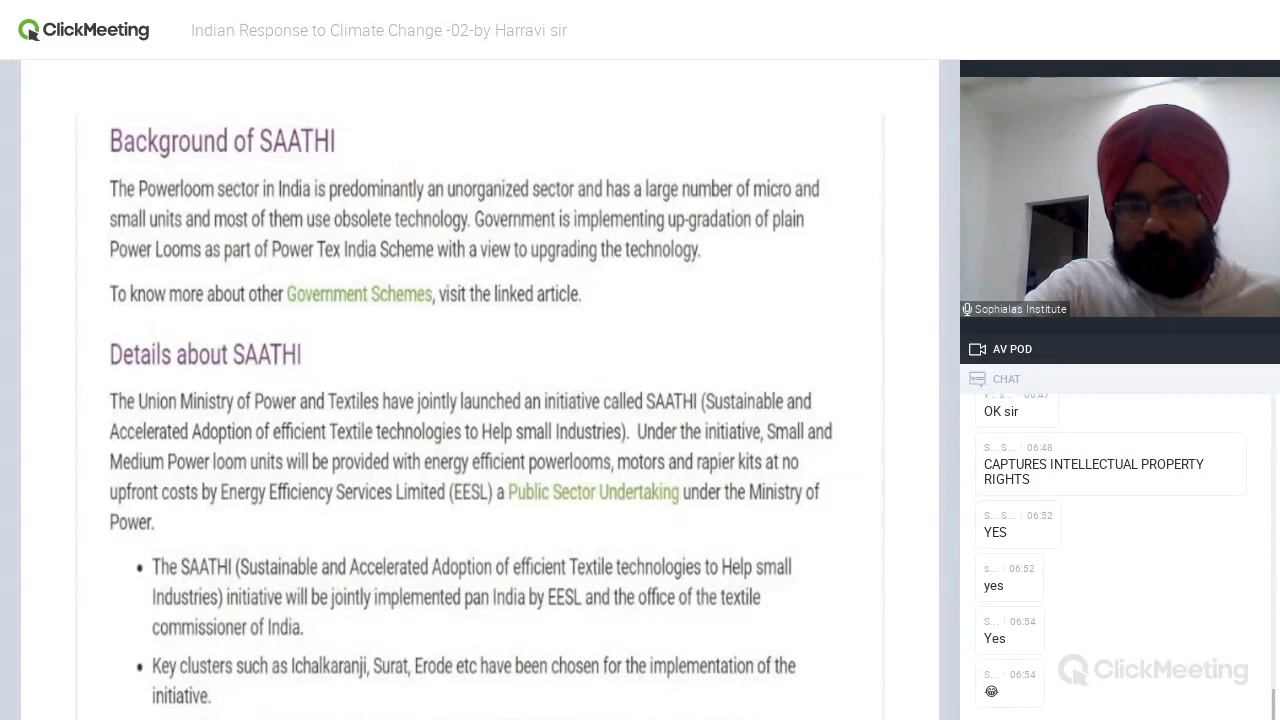 ClickMeeting
Indian Response to Climate Change -02-by Harravi sir
Background of SAATHI
The Powerloom sector in India is predominantly an unorganized sector and has a large number of micro and
small units and most of them use obsolete technology. Government is implementing up-gradation of plain
Power Looms as part of Power Tex India Scheme with a view to upgrading the technology.
To know more about other Government Schemes, visit the linked article.
Details about SAATHI
The Union Ministry of Power and Textiles have jointly launched an initiative called SAATHI (Sustainable and
Accelerated Adoption of efficient Textile technologies to Help small Industries). Under the initiative, Small and
Medium Power loom units will be provided with energy efficient powerlooms, motors and rapier kits at no
upfront costs by Energy Efficiency Services Limited (EESL) a Public Sector Undertaking under the Ministry of
Power.
• The SAATHI (Sustainable and Accelerated Adoption of efficient Textile technologies to Help small
Industries) initiative will be jointly implemented pan India by EESL and the office of the textile
commissioner of India.
• Key clusters such as Ichalkaranji, Surat, Erode etc have been chosen for the implementation of the
initiative.
Sophialas Institute
AV POD
CHAT
OK sir
S... S... 06:48
CAPTURES INTELLECTUAL PROPERTY
RIGHTS
S... S... 06:52
YES
s... 06:52
yes
S... 06:54
Yes
S... 06:54
😂
ClickMeeting